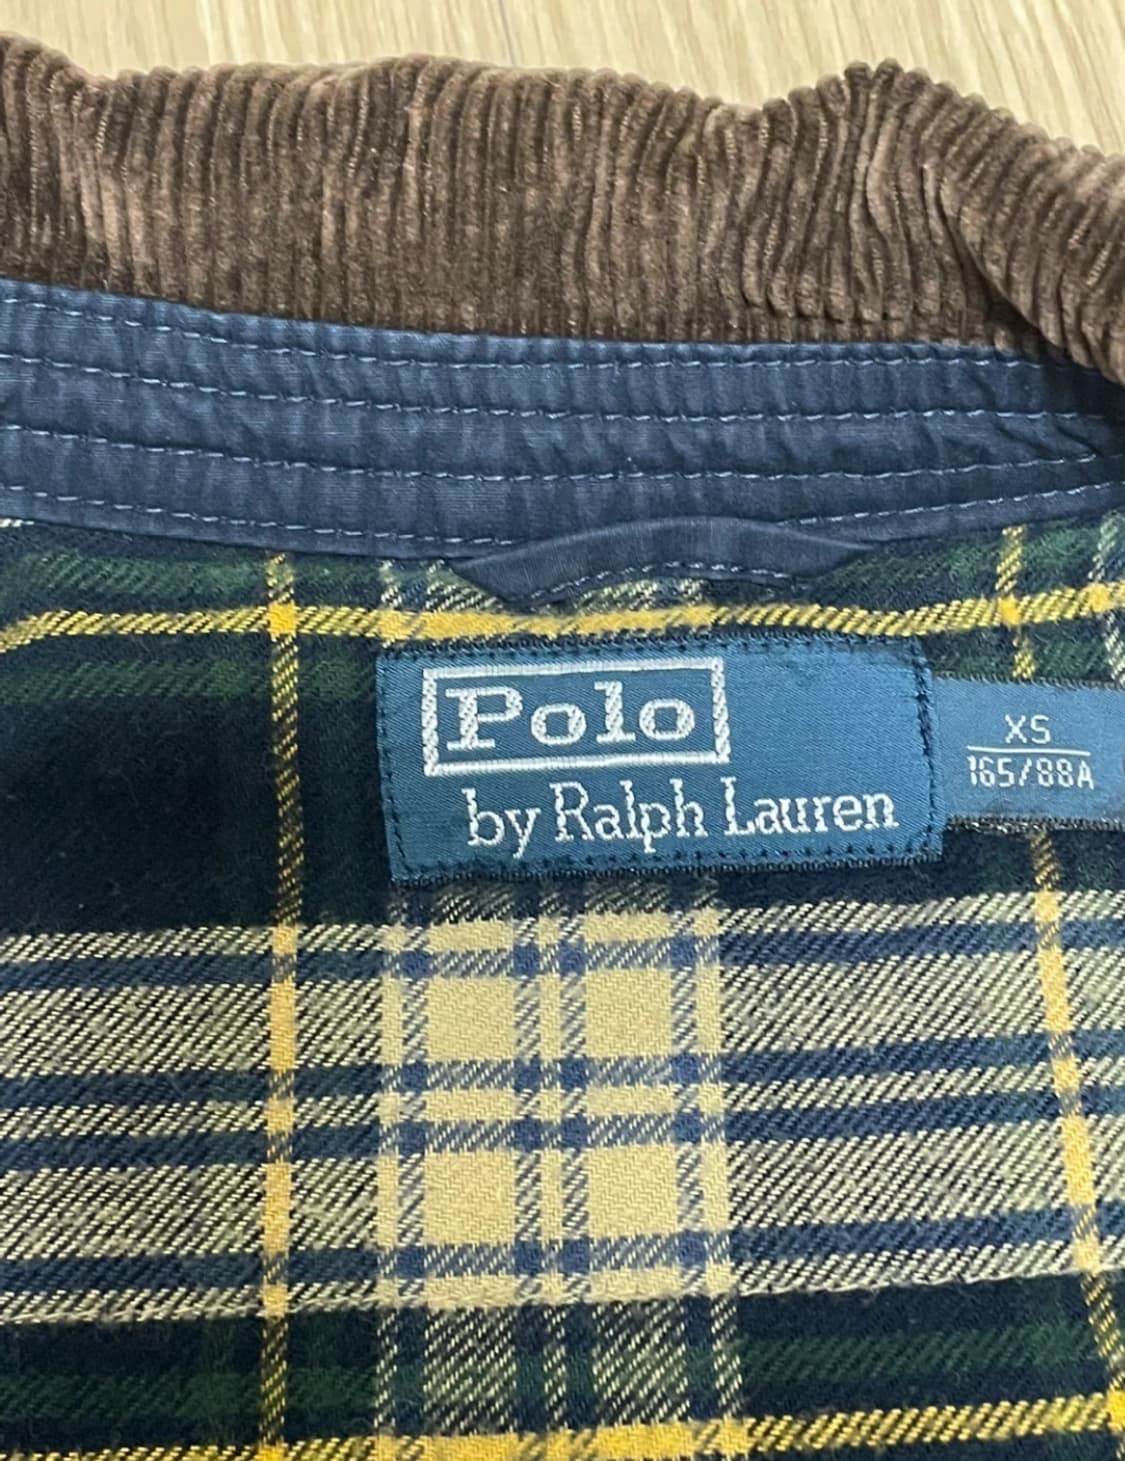 Polo
by Ralph Lauren
XS
165/88A